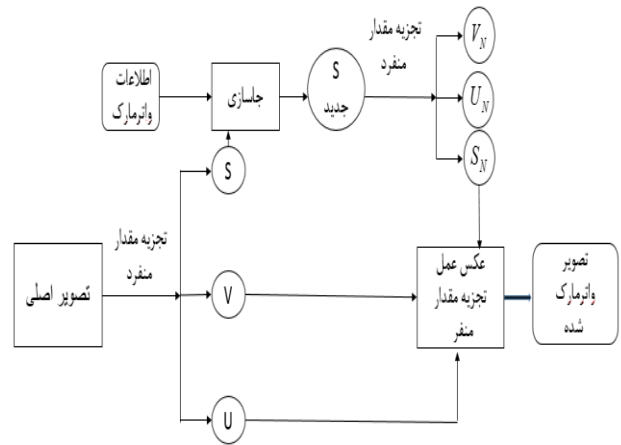 تجزیه مقدار
منفرد
V_N
U_N
S_N
S
جدید
جاسازی
اطلاعات
واترمارک
S
تجزیه مقدار
منفرد
تصویر اصلی
V
U
عکس عمل
تجزیه مقدار
منفر
تصویر
واترمارک
شده